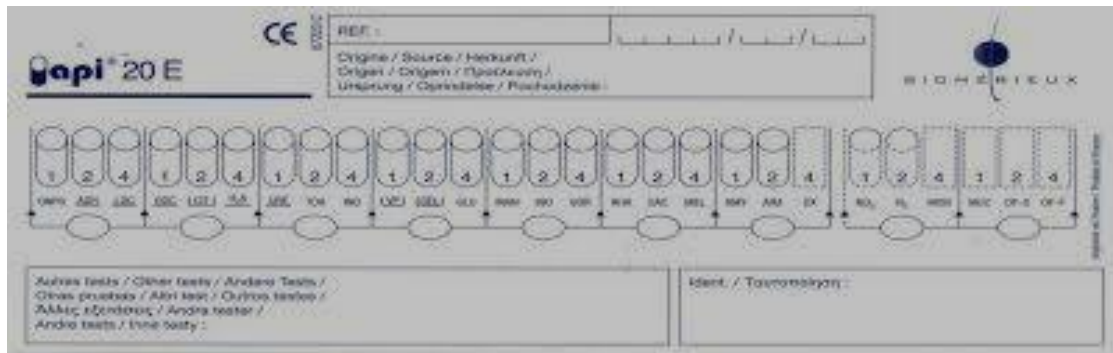 CE
REF. :
/ /
api® 20 E
Origine / Source / Herkunft /
Origen / Origem / Προέλευση /
Ursprung / Oprindelse / Pochodzenie :
BIOMÉRIEUX
1 2 4 1 2 4 1 2 4 1 2 4 1 2 4 1 2 4 1 2 4 1 2 4 1 2 4
ONPG ADH LDC ODC CIT H2S URE TDA IND VP GEL GLU MAN INO SOR RHA SAC MEL AMY ARA OX NO2 N2 MOB McC OF-O OF-F
Autres tests / Other tests / Andere Tests /
Otras pruebas / Altri test / Outros testes /
Άλλες εξετάσεις / Andra tester /
Andre tests / Inne testy :
Ident. / Ταυτοποίηση :